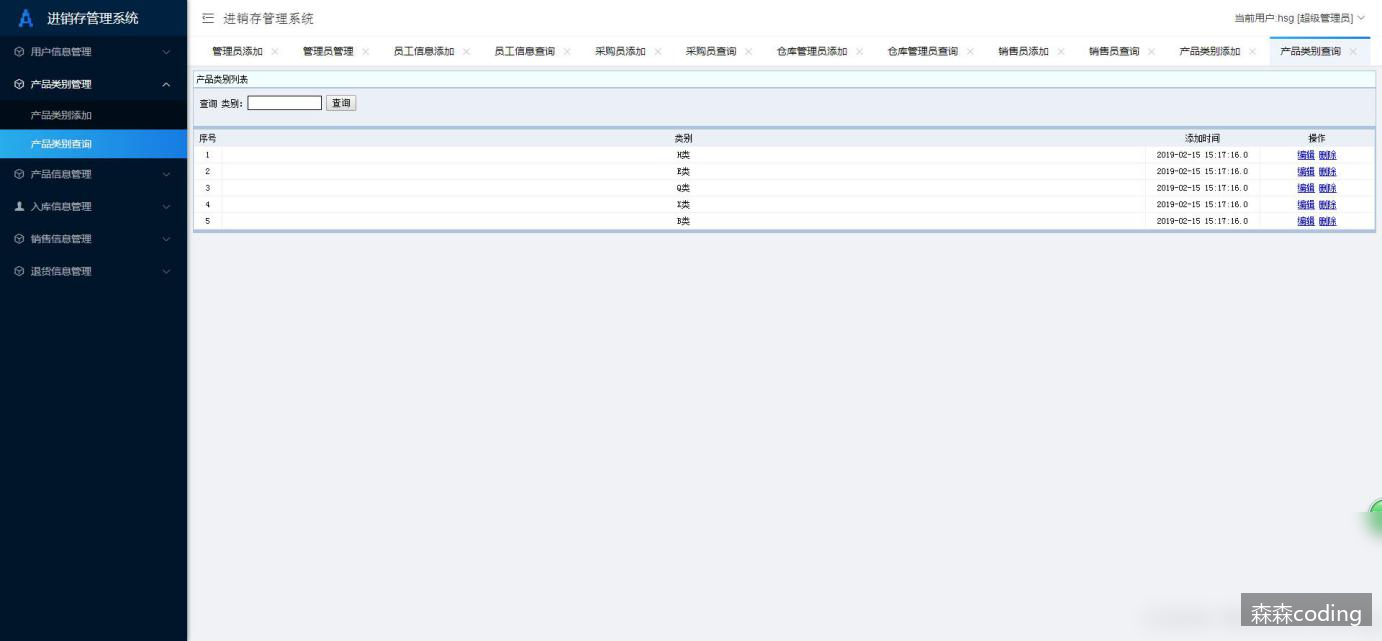 进销存管理系统
进销存管理系统
当前用户:hsg [超级管理员]
用户信息管理
产品类别管理
产品类别添加
产品类别查询
产品信息管理
入库信息管理
销售信息管理
退货信息管理
管理员添加 管理员管理 员工信息添加 员工信息查询 采购员添加 采购员查询 仓库管理员添加 仓库管理员查询 销售员添加 销售员查询 产品类别添加 产品类别查询
产品类别列表
查询 类别: 查询
序号 类别 添加时间 操作
1 H类 2019-02-15 15:17:16.0 编辑 删除
2 E类 2019-02-15 15:17:16.0 编辑 删除
3 Q类 2019-02-15 15:17:16.0 编辑 删除
4 X类 2019-02-15 15:17:16.0 编辑 删除
5 B类 2019-02-15 15:17:16.0 编辑 删除
森森coding